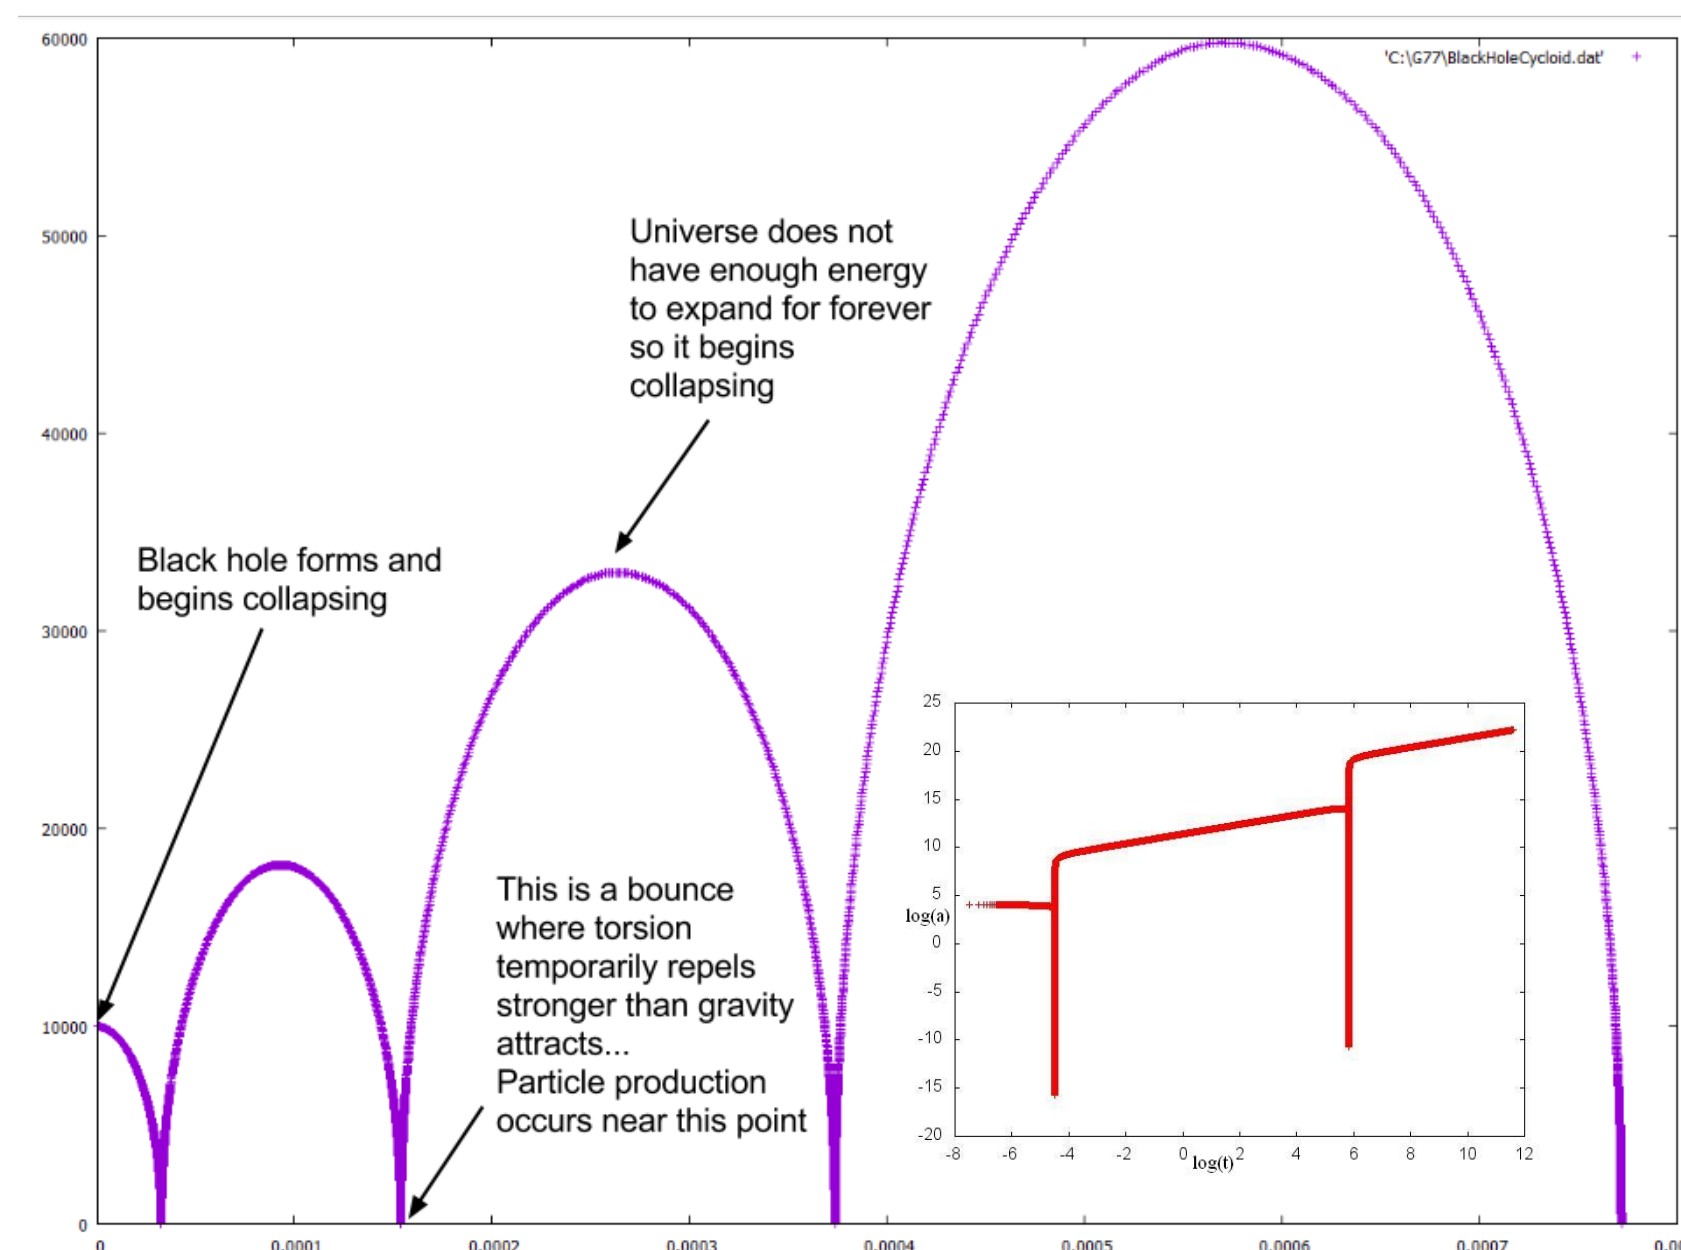 60000
'C:\G77\BlackHoleCycloid.dat'
50000
Universe does not
have enough energy
to expand for forever
so it begins
collapsing
40000
Black hole forms and
begins collapsing
30000
20000
This is a bounce
where torsion
temporarily repels
stronger than gravity
attracts...
Particle production
occurs near this point
10000
0
0 0.0001 0.0002 0.0003 0.0004 0.0005 0.0006 0.0007
25
20
15
10
5
log(a)
0
-5
-10
-15
-20
-8 -6 -4 -2 0 2 4 6 8 10 12
log(t)